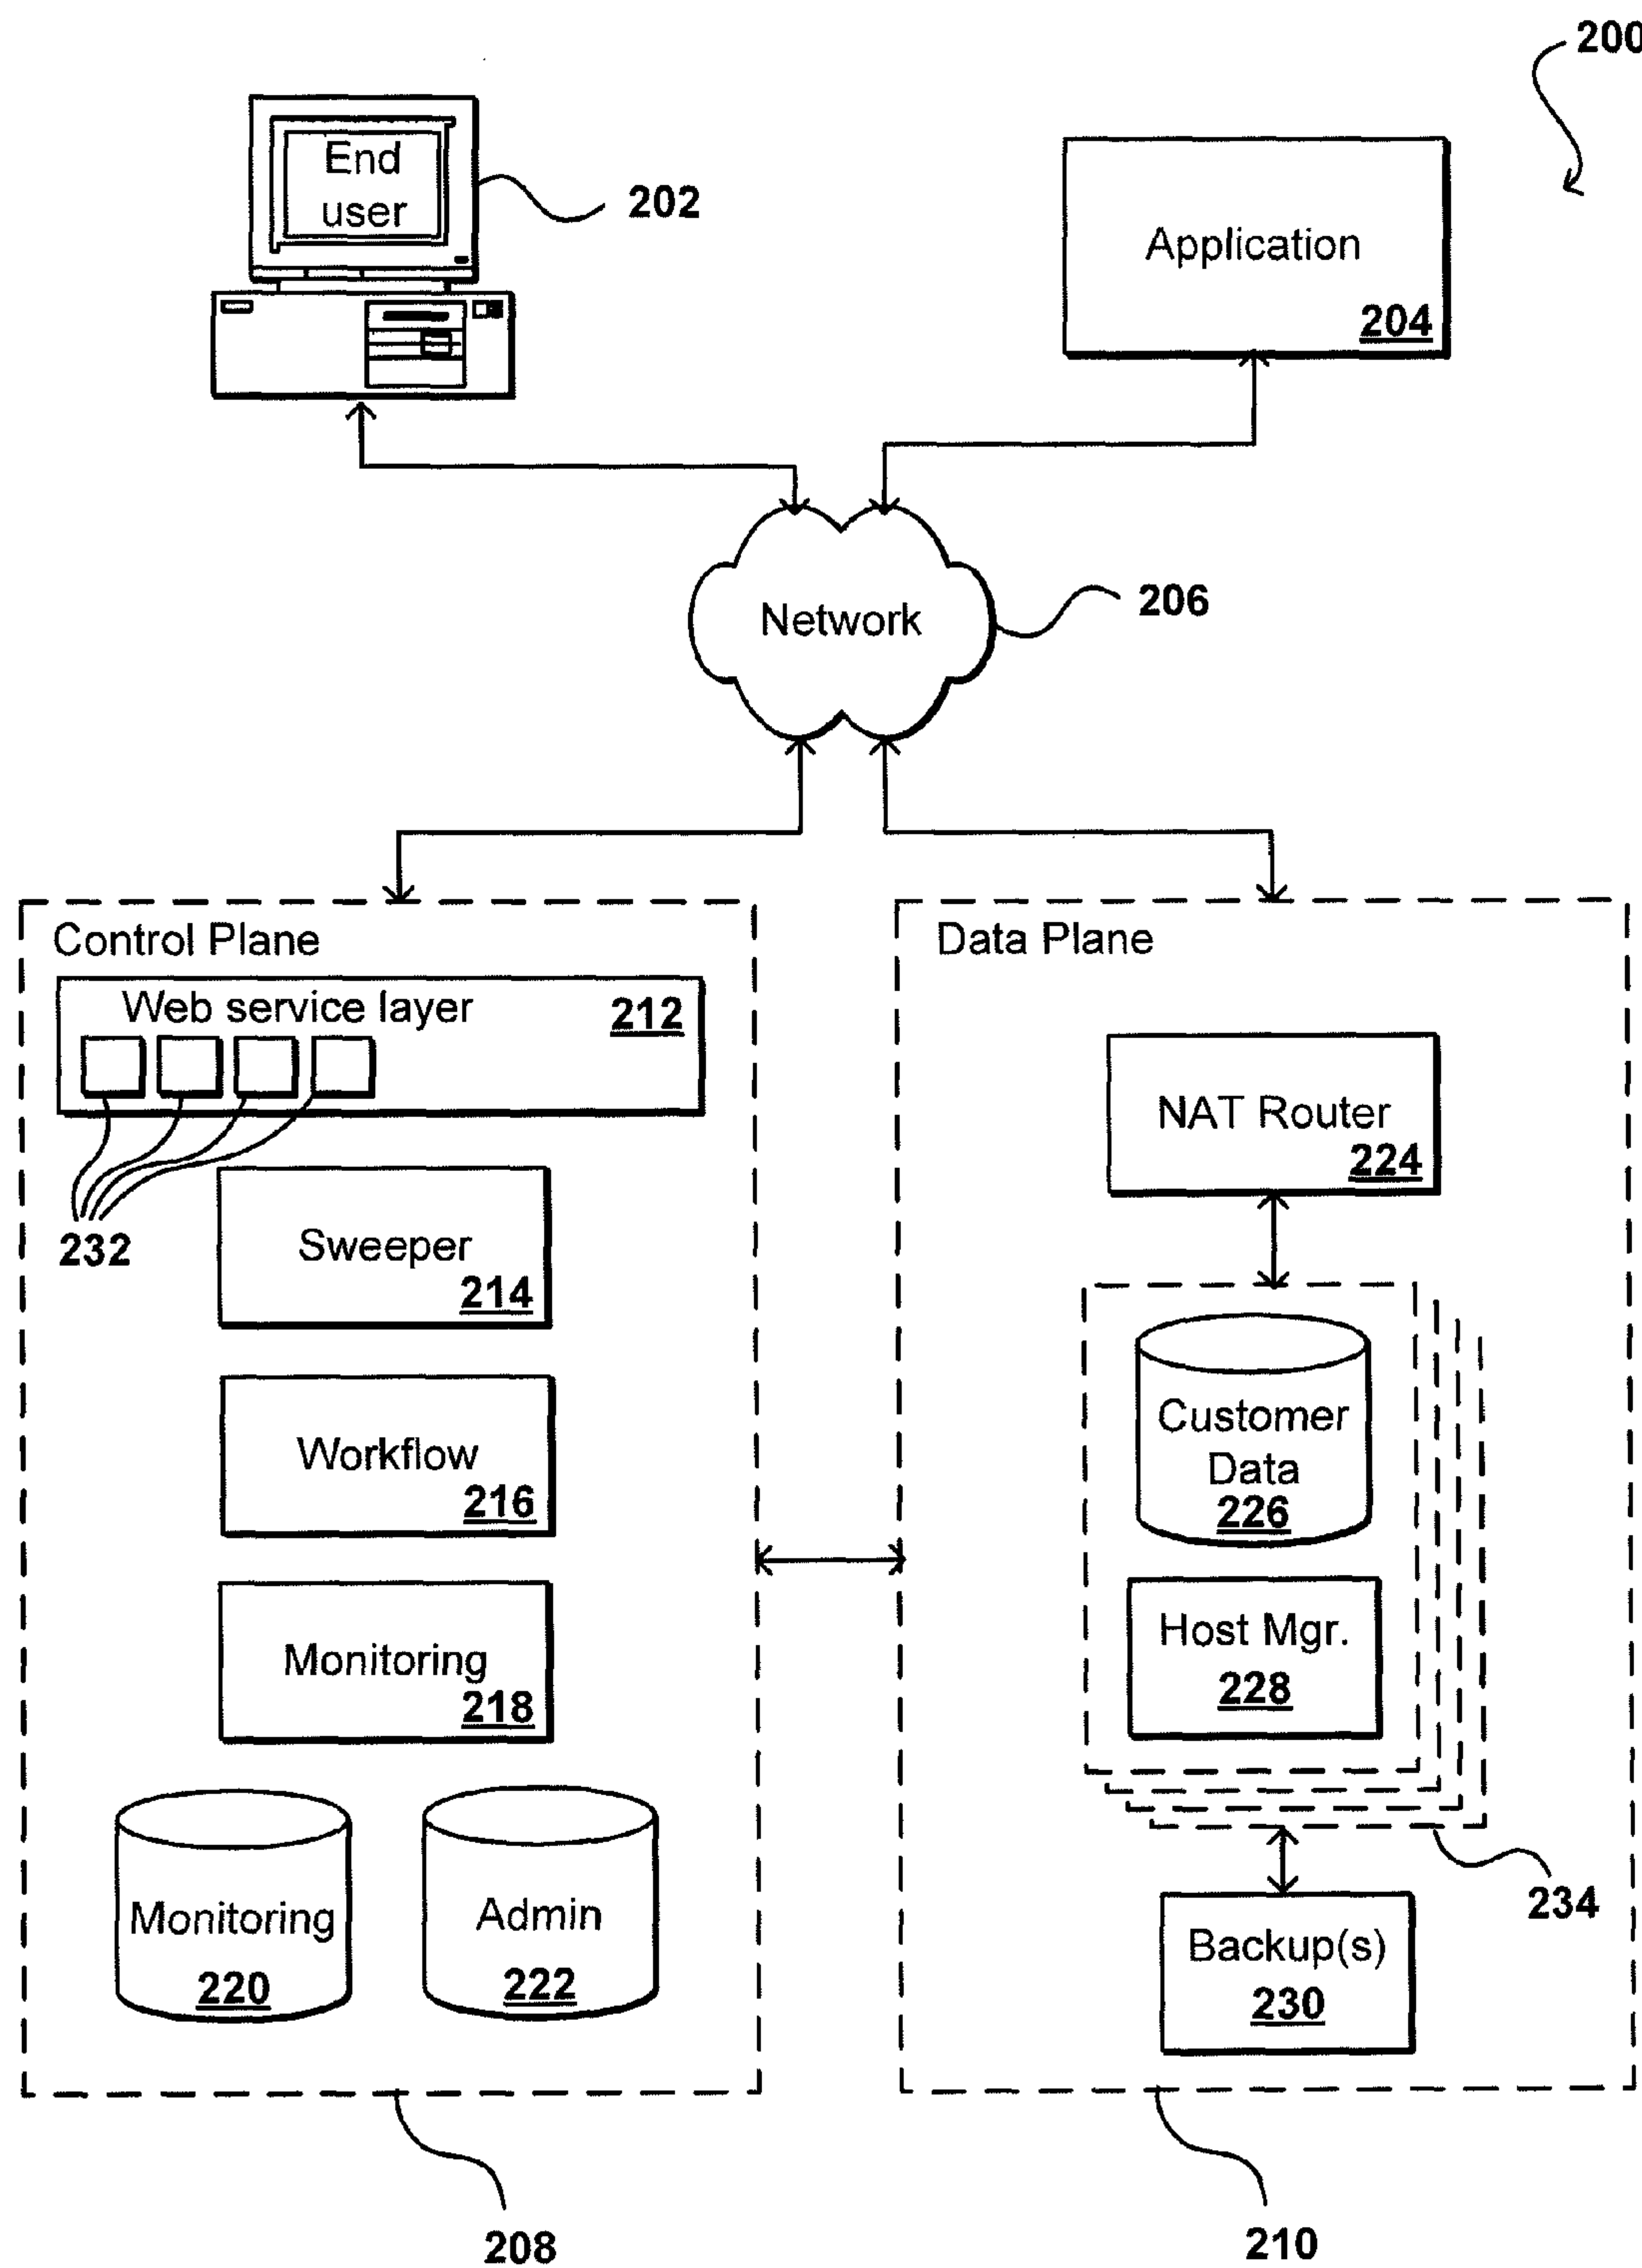 200
End
user
202
Application
204
Network
206
Control Plane
Web service layer
212
232
Sweeper
214
Workflow
216
Monitoring
218
Monitoring
220
Admin
222
208
Data Plane
NAT Router
224
Customer
Data
226
Host Mgr.
228
234
Backup(s)
230
210